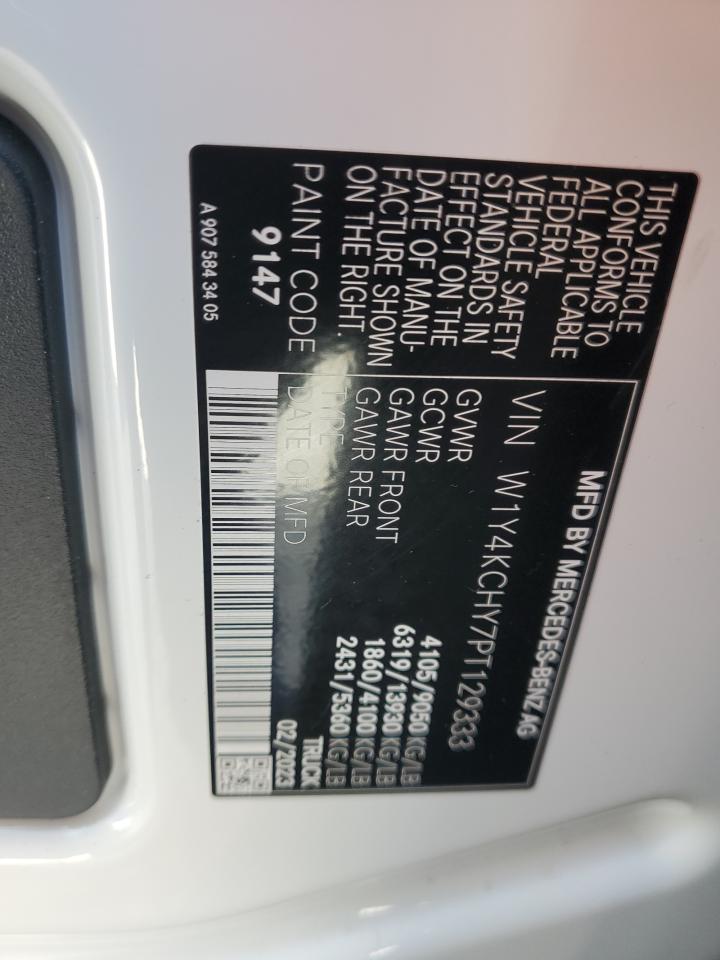 THIS VEHICLE
CONFORMS TO
ALL APPLICABLE
FEDERAL
VEHICLE SAFETY
STANDARDS IN
EFFECT ON THE
DATE OF MANU-
FACTURE SHOWN
ON THE RIGHT
PAINT CODE
9147
A 907 584 34 05
MFD BY MERCEDES-BENZ AG
VIN W1Y4KCHY7PT129333
GVWR 4105/9050 KG/LB
GCWR 6319/13930 KG/LB
GAWR FRONT 1860/4100 KG/LB
GAWR REAR 2431/5360 KG/LB
TYPE TRUCK
DATE OF MFD 02/2023